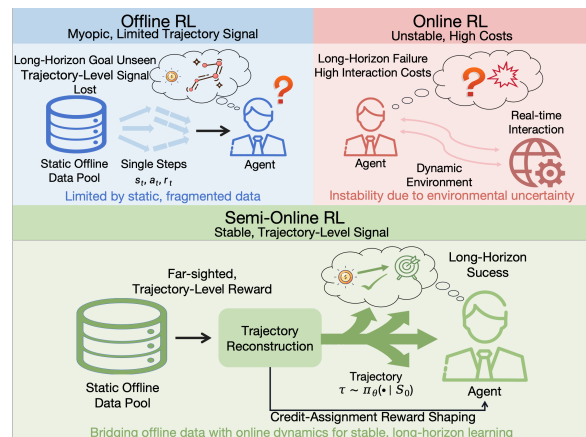 Offline RL
Myopic, Limited Trajectory Signal
Long-Horizon Goal Unseen
Trajectory-Level Signal
Lost
?
Static Offline
Data Pool
Single Steps
s_t, a_t, r_t
Agent
Limited by static, fragmented data
Online RL
Unstable, High Costs
Long-Horizon Failure
High Interaction Costs
?
Real-time
Interaction
Agent
Dynamic
Environment
Instability due to environmental uncertainty
Semi-Online RL
Stable, Trajectory-Level Signal
Far-sighted,
Trajectory-Level Reward
Long-Horizon
Sucess
Trajectory
Reconstruction
Static Offline
Data Pool
Trajectory
τ ~ π_θ(• | S_0)
Agent
Credit-Assignment Reward Shaping
Bridging offline data with online dynamics for stable, long-horizon learning